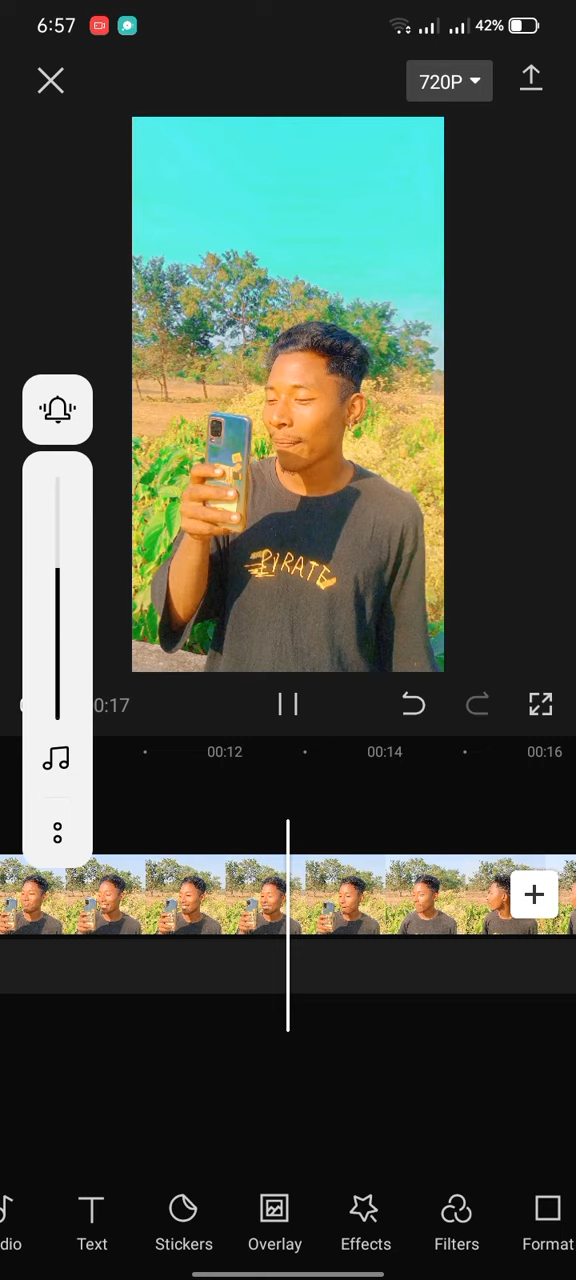 6:57
42%
720P
PIRATE
0:17
00:12
00:14
00:16
dio
Text
Stickers
Overlay
Effects
Filters
Format